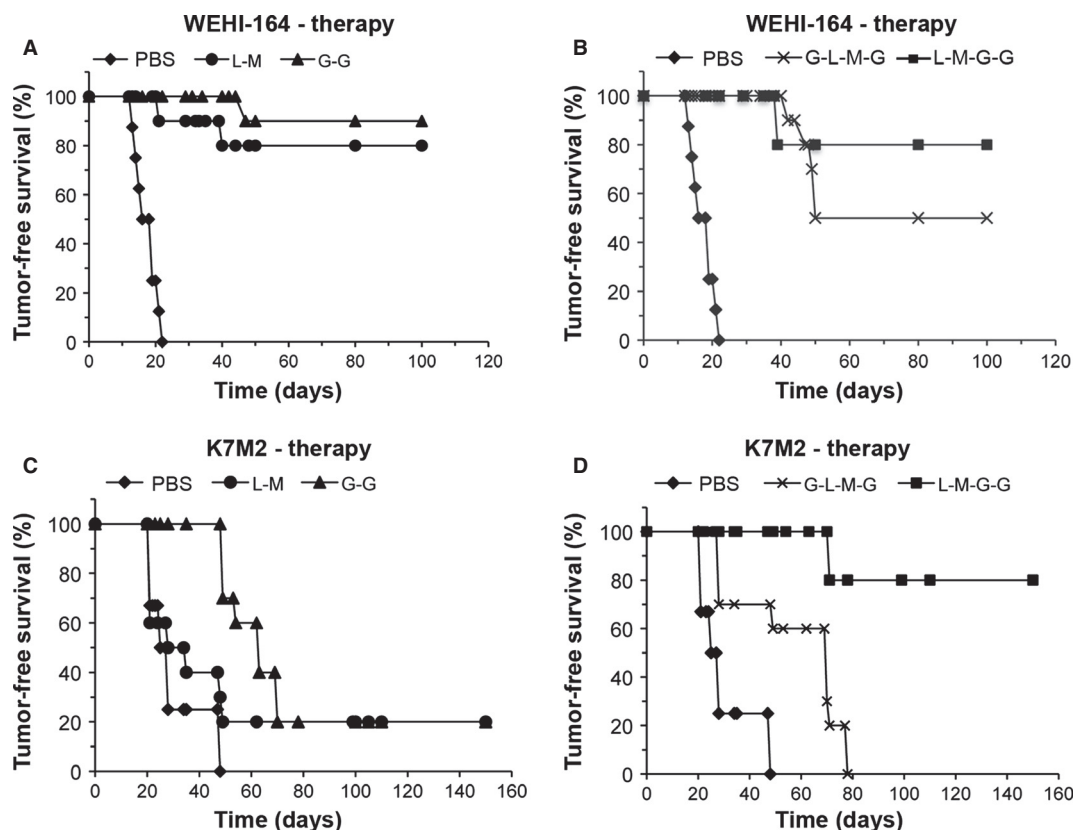 WEHI-164 - therapy
A
PBS L-M G-G
Tumor-free survival (%)
100
80
60
40
20
0
0 20 40 60 80 100 120
Time (days)
WEHI-164 - therapy
B
PBS G-L-M-G L-M-G-G
Tumor-free survival (%)
100
80
60
40
20
0
0 20 40 60 80 100 120
Time (days)
K7M2 - therapy
C
PBS L-M G-G
Tumor-free survival (%)
100
80
60
40
20
0
0 20 40 60 80 100 120 140 160
Time (days)
K7M2 - therapy
D
PBS G-L-M-G L-M-G-G
Tumor-free survival (%)
100
80
60
40
20
0
0 20 40 60 80 100 120 140 160
Time (days)